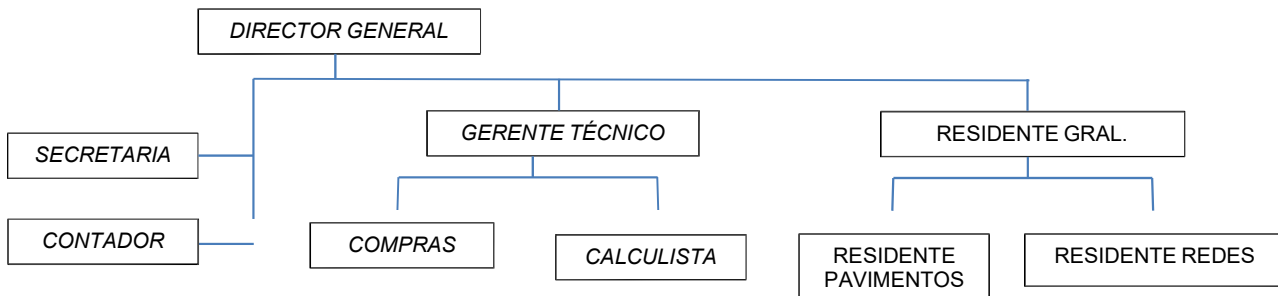 DIRECTOR GENERAL
GERENTE TÉCNICO
RESIDENTE GRAL.
SECRETARIA
CONTADOR
COMPRAS
CALCULISTA
RESIDENTE
PAVIMENTOS
RESIDENTE REDES